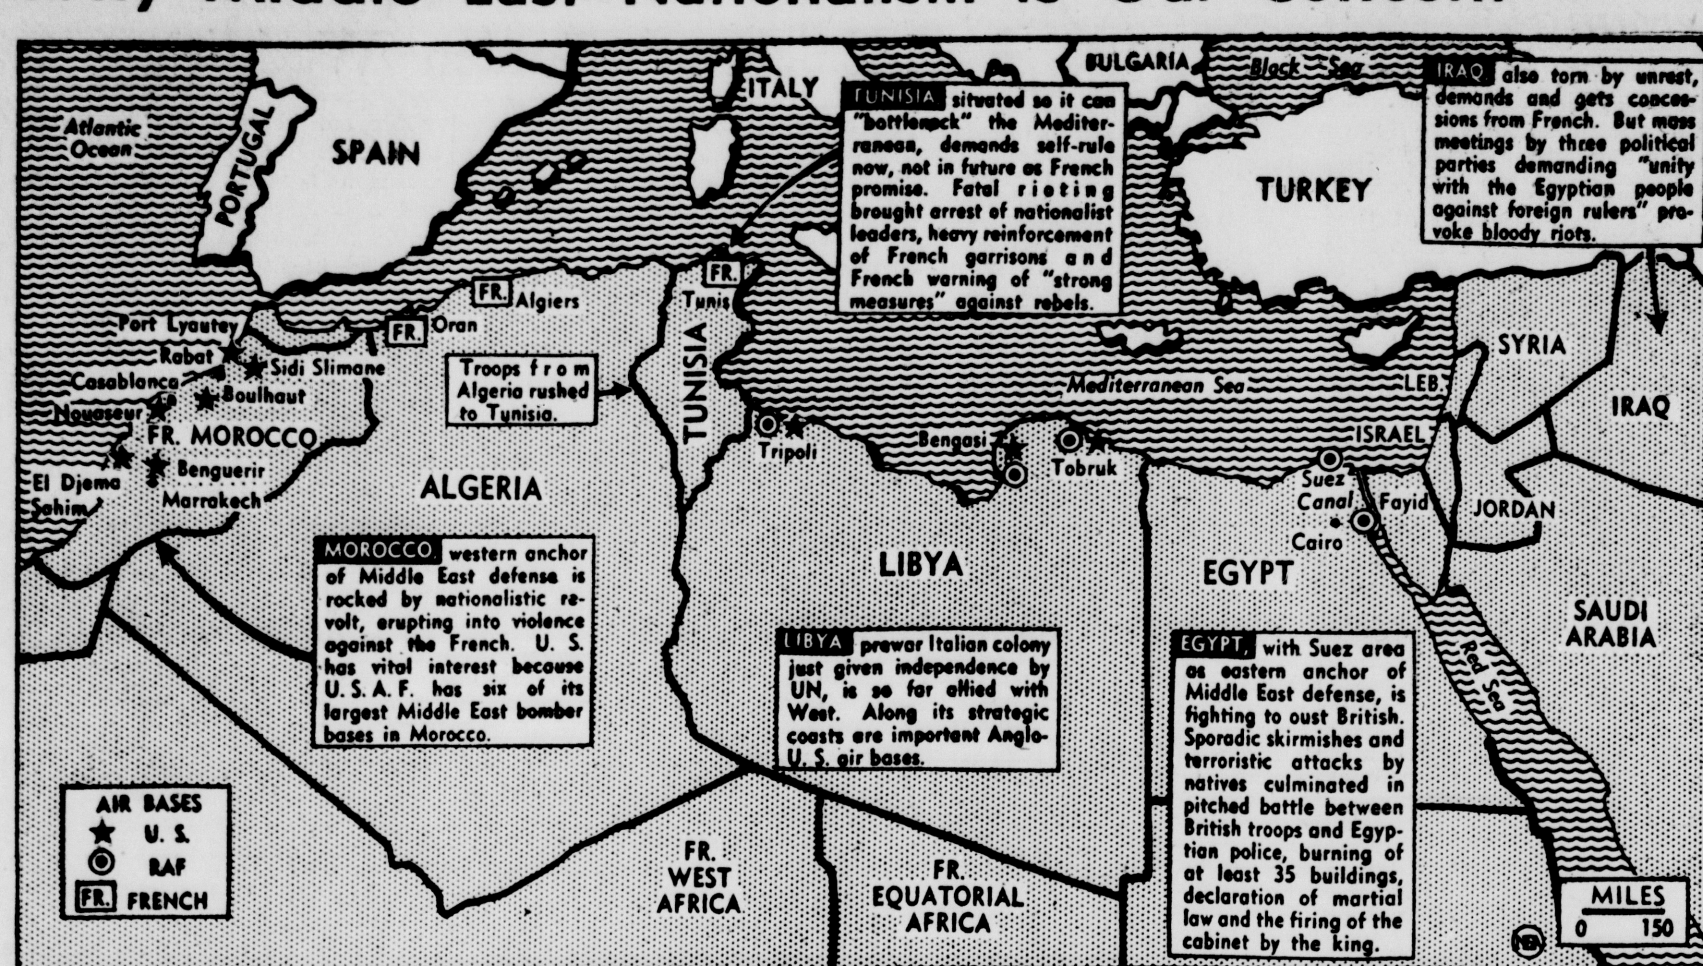 Middle East Nationalism Is Our Concern
Atlantic
Ocean
PORTUGAL
SPAIN
ITALY
BULGARIA
Black Sea
TURKEY
TUNISIA situated so it can
"bottleneck" the Mediter-
ranean, demands self-rule
now, not in future as French
promise. Fatal rioting
brought arrest of nationalist
leaders, heavy reinforcement
of French garrisons and
French warning of "strong
measures" against rebels.
IRAQ also torn by unrest,
demands and gets conces-
sions from French. But mass
meetings by three political
parties demanding "unity
with the Egyptian people
against foreign rulers" pro-
voke bloody riots.
FR.
Algiers
FR.
Oran
FR.
Tunis
TUNISIA
Port Lyautey
Rabat
Sidi Slimane
Casablanca
Boulhaut
Nouaseur
FR. MOROCCO
Benguerir
El Djema
Sahim
Marrakech
Troops from
Algeria rushed
to Tunisia.
ALGERIA
Mediterranean Sea
Tripoli
Bengasi
Tobruk
LEB.
SYRIA
IRAQ
ISRAEL
Suez
Canal
Fayid
JORDAN
Cairo
LIBYA
EGYPT
SAUDI
ARABIA
Red Sea
MOROCCO, western anchor
of Middle East defense is
rocked by nationalistic re-
volt, erupting into violence
against the French. U. S.
has vital interest because
U. S. A. F. has six of its
largest Middle East bomber
bases in Morocco.
LIBYA prewar Italian colony
just given independence by
UN, is so far allied with
West. Along its strategic
coasts are important Anglo-
U. S. air bases.
EGYPT, with Suez area
as eastern anchor of
Middle East defense, is
fighting to oust British.
Sporadic skirmishes and
terroristic attacks by
natives culminated in
pitched battle between
British troops and Egyp-
tian police, burning of
at least 35 buildings,
declaration of martial
law and the firing of the
cabinet by the king.
AIR BASES
U. S.
RAF
FR. FRENCH
FR.
WEST
AFRICA
FR.
EQUATORIAL
AFRICA
NEA
MILES
0 150